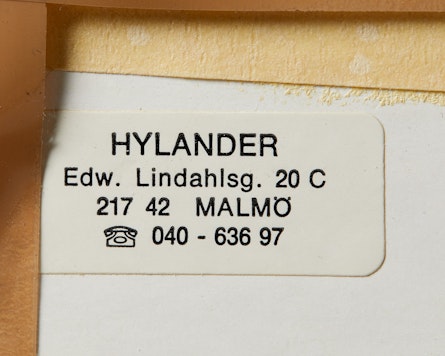 HYLANDER
Edw. Lindahlsg. 20 C
217 42 MALMÖ
☎ 040 - 636 97